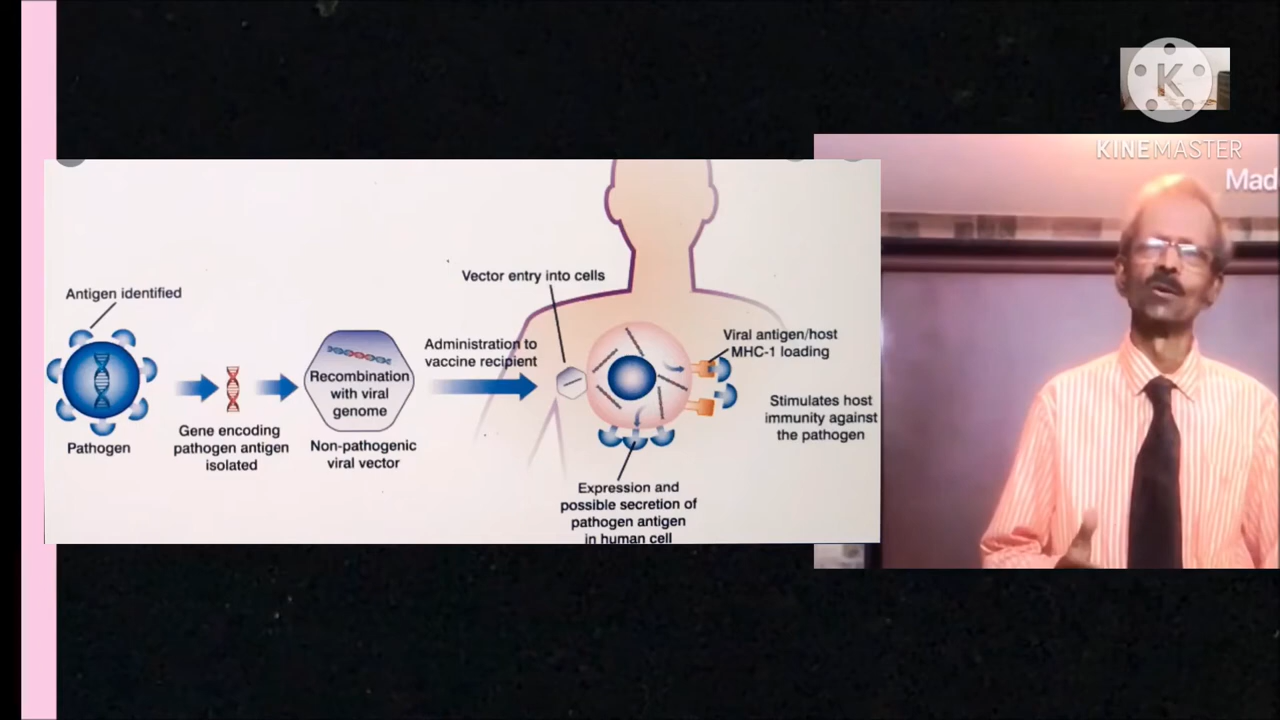 K
KINEMASTER
Mad
Antigen identified
Pathogen
Gene encoding
pathogen antigen
isolated
Recombination
with viral
genome
Non-pathogenic
viral vector
Administration to
vaccine recipient
Vector entry into cells
Viral antigen/host
MHC-1 loading
Stimulates host
immunity against
the pathogen
Expression and
possible secretion of
pathogen antigen
in human cell